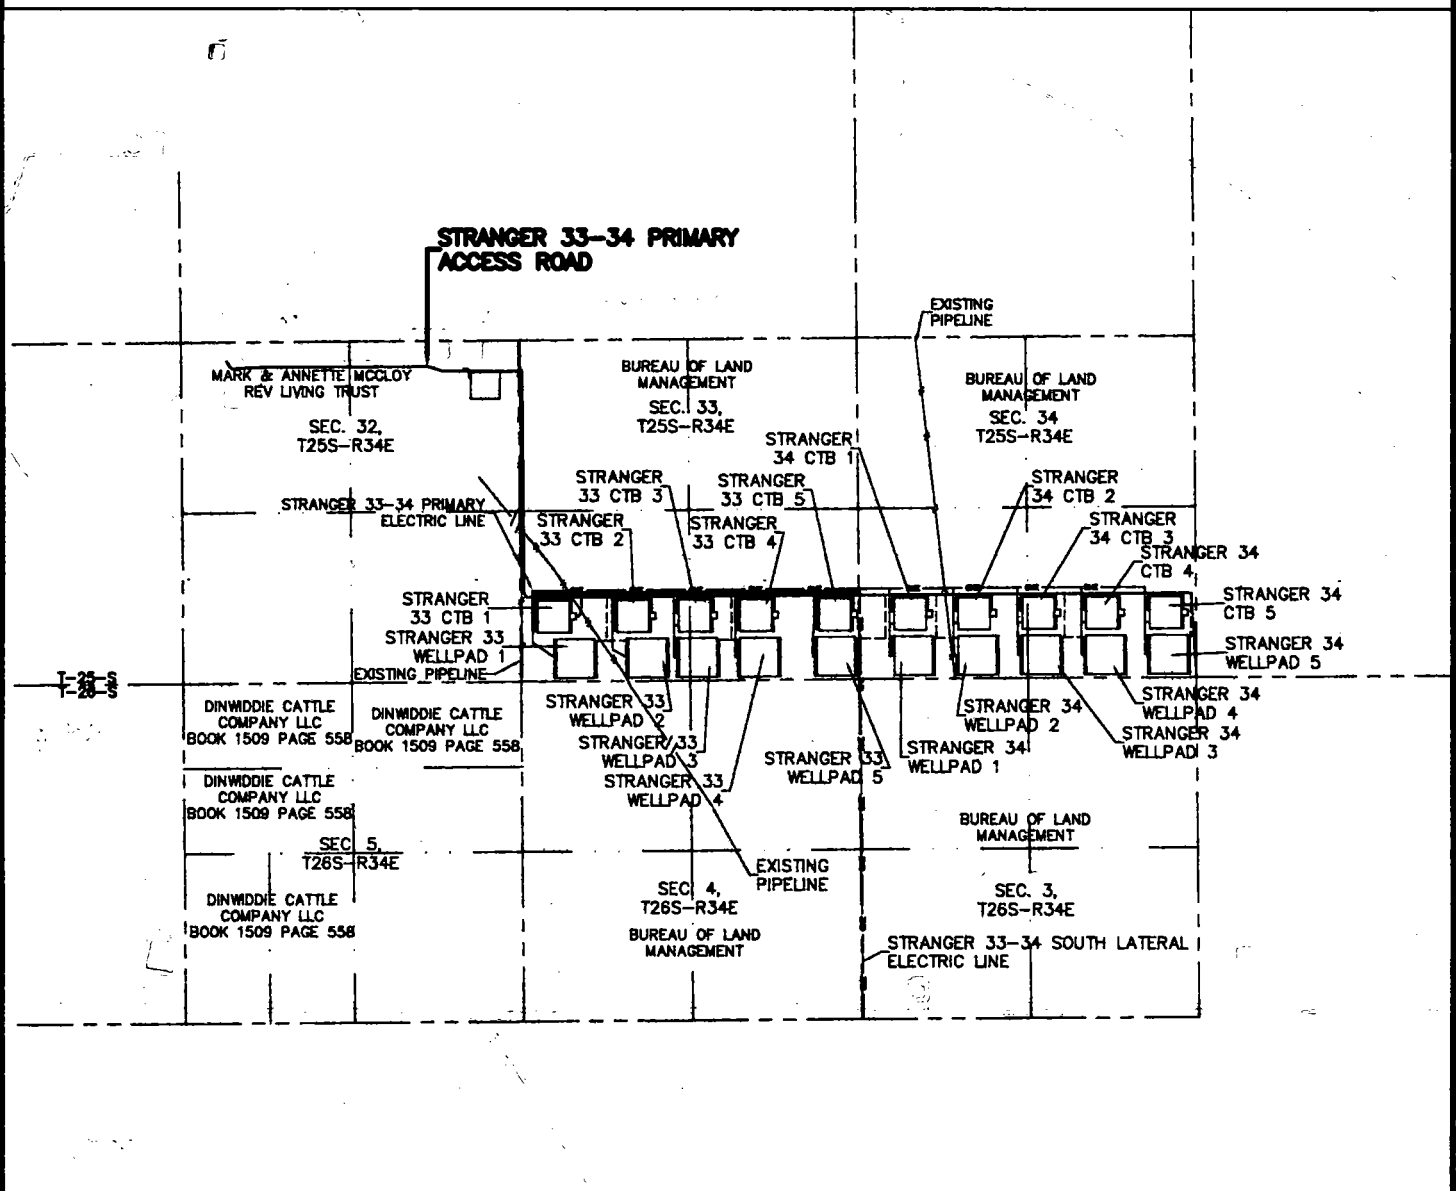 STRANGER 33-34 PRIMARY
ACCESS ROAD
EXISTING
PIPELINE
MARK & ANNETTE MCCLOY
REV LIVING TRUST
SEC. 32,
T25S-R34E
BUREAU OF LAND
MANAGEMENT
SEC. 33,
T25S-R34E
BUREAU OF LAND
MANAGEMENT
SEC. 34
T25S-R34E
STRANGER
34 CTB 1
STRANGER
33 CTB 3
STRANGER
33 CTB 5
STRANGER
34 CTB 2
STRANGER 33-34 PRIMARY
ELECTRIC LINE
STRANGER
33 CTB 2
STRANGER
33 CTB 4
STRANGER
34 CTB 3
STRANGER 34
CTB 4
STRANGER
33 CTB 1
STRANGER 34
CTB 5
STRANGER 33
WELLPAD 1
EXISTING PIPELINE
STRANGER 34
WELLPAD 5
T-25-S
T-26-S
DINWIDDIE CATTLE
COMPANY LLC
BOOK 1509 PAGE 558
DINWIDDIE CATTLE
COMPANY LLC
BOOK 1509 PAGE 558
STRANGER 33
WELLPAD 2
STRANGER 33
WELLPAD 3
STRANGER 33
WELLPAD 4
STRANGER 33
WELLPAD 5
STRANGER 34
WELLPAD 1
STRANGER 34
WELLPAD 2
STRANGER 34
WELLPAD 4
STRANGER 34
WELLPAD 3
DINWIDDIE CATTLE
COMPANY LLC
BOOK 1509 PAGE 558
SEC. 5,
T26S-R34E
DINWIDDIE CATTLE
COMPANY LLC
BOOK 1509 PAGE 558
EXISTING
PIPELINE
SEC. 4,
T26S-R34E
BUREAU OF LAND
MANAGEMENT
BUREAU OF LAND
MANAGEMENT
SEC. 3,
T26S-R34E
STRANGER 33-34 SOUTH LATERAL
ELECTRIC LINE